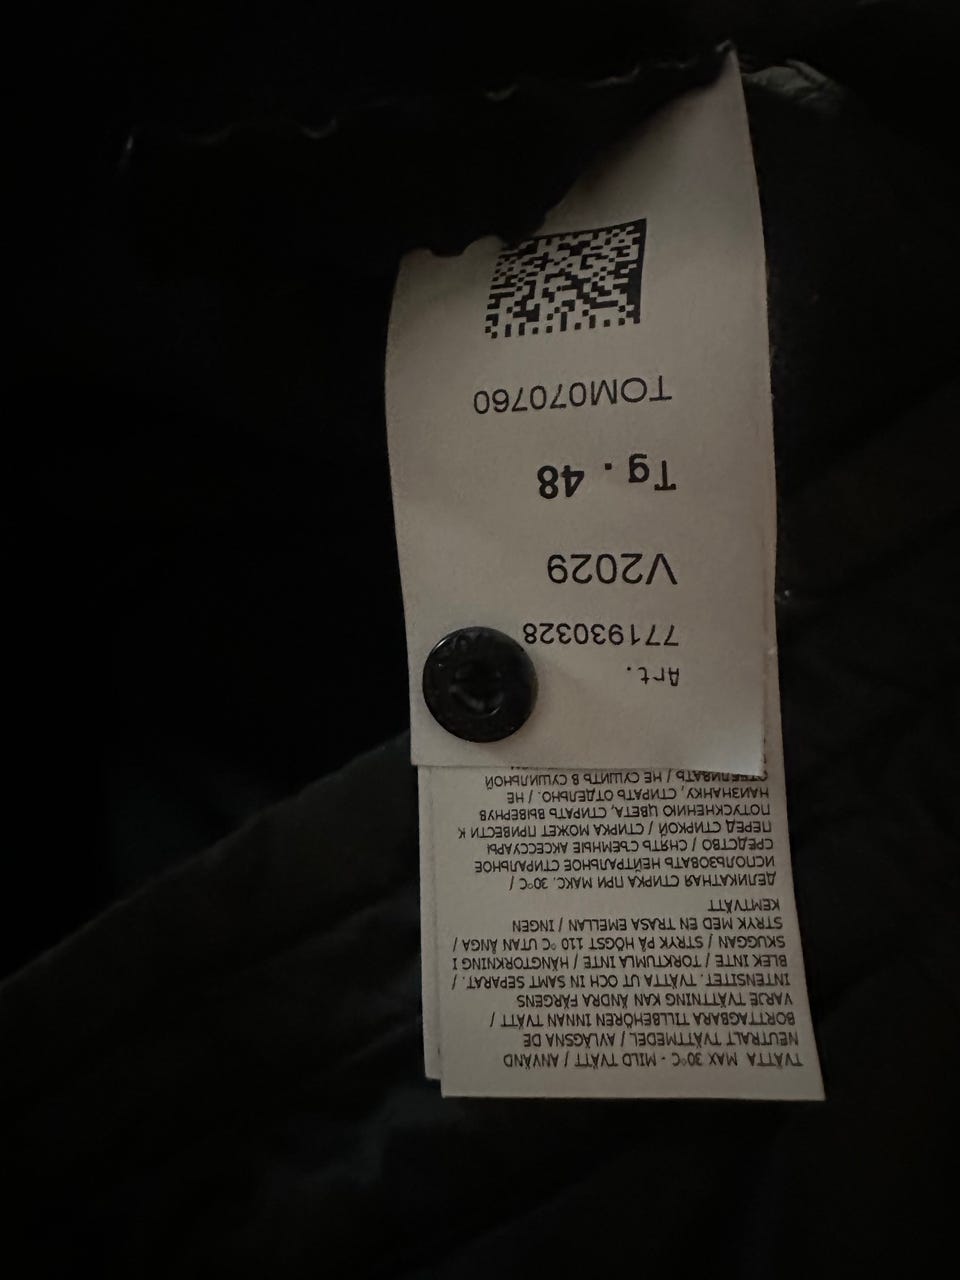 TVÄTTA MAX 30°C - MILD TVÄTT / ANVÄND
NEUTRALT TVÄTTMEDEL / AVLÄGSNA DE
BORTTAGBARA TILLBEHÖREN INNAN TVÄTT /
VARJE TVÄTTNING KAN ÄNDRA FÄRGENS
INTENSITET. TVÄTTA UT OCH IN SAMT SEPARAT. /
BLEK INTE / TORKTUMLA INTE / HÄNGTORKNING I
SKUGGAN / STRYK PÅ HÖGST 110 °C UTAN ÅNGA /
STRYK MED EN TRASA EMELLAN / INGEN
KEMTVÄTT
ДЕЛИКАТНАЯ СТИРКА ПРИ МАКС. 30°C /
ИСПОЛЬЗОВАТЬ НЕЙТРАЛЬНОЕ СТИРАЛЬНОЕ
СРЕДСТВО / СНЯТЬ СЪЕМНЫЕ АКСЕССУАРЫ
ПЕРЕД СТИРКОЙ / СТИРКА МОЖЕТ ПРИВЕСТИ К
ПОТУСКНЕНИЮ ЦВЕТА, СТИРАТЬ ВЫВЕРНУВ
НАИЗНАНКУ, СТИРАТЬ ОТДЕЛЬНО. / НЕ
ОТБЕЛИВАТЬ / НЕ СУШИТЬ В СУШИЛЬНОЙ
Art.
771930328
V2029
Tg. 48
TOM070760